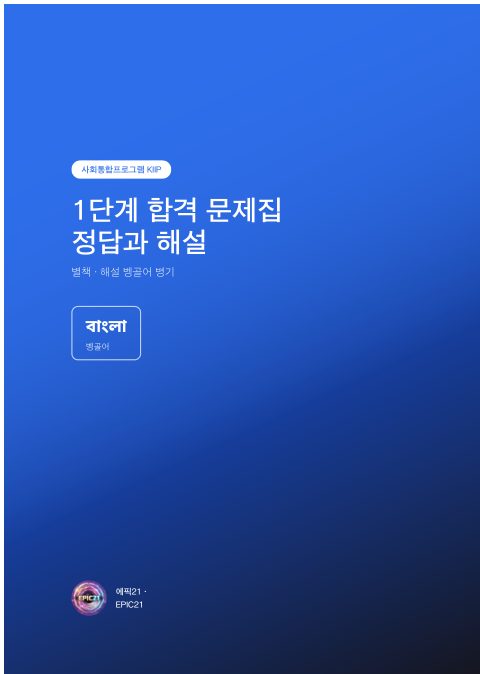 사회통합프로그램 KIIP
1단계 합격 문제집
정답과 해설
별책 · 해설 벵골어 병기
বাংলা
벵골어
EPIC21
에픽21 ·
EPIC21